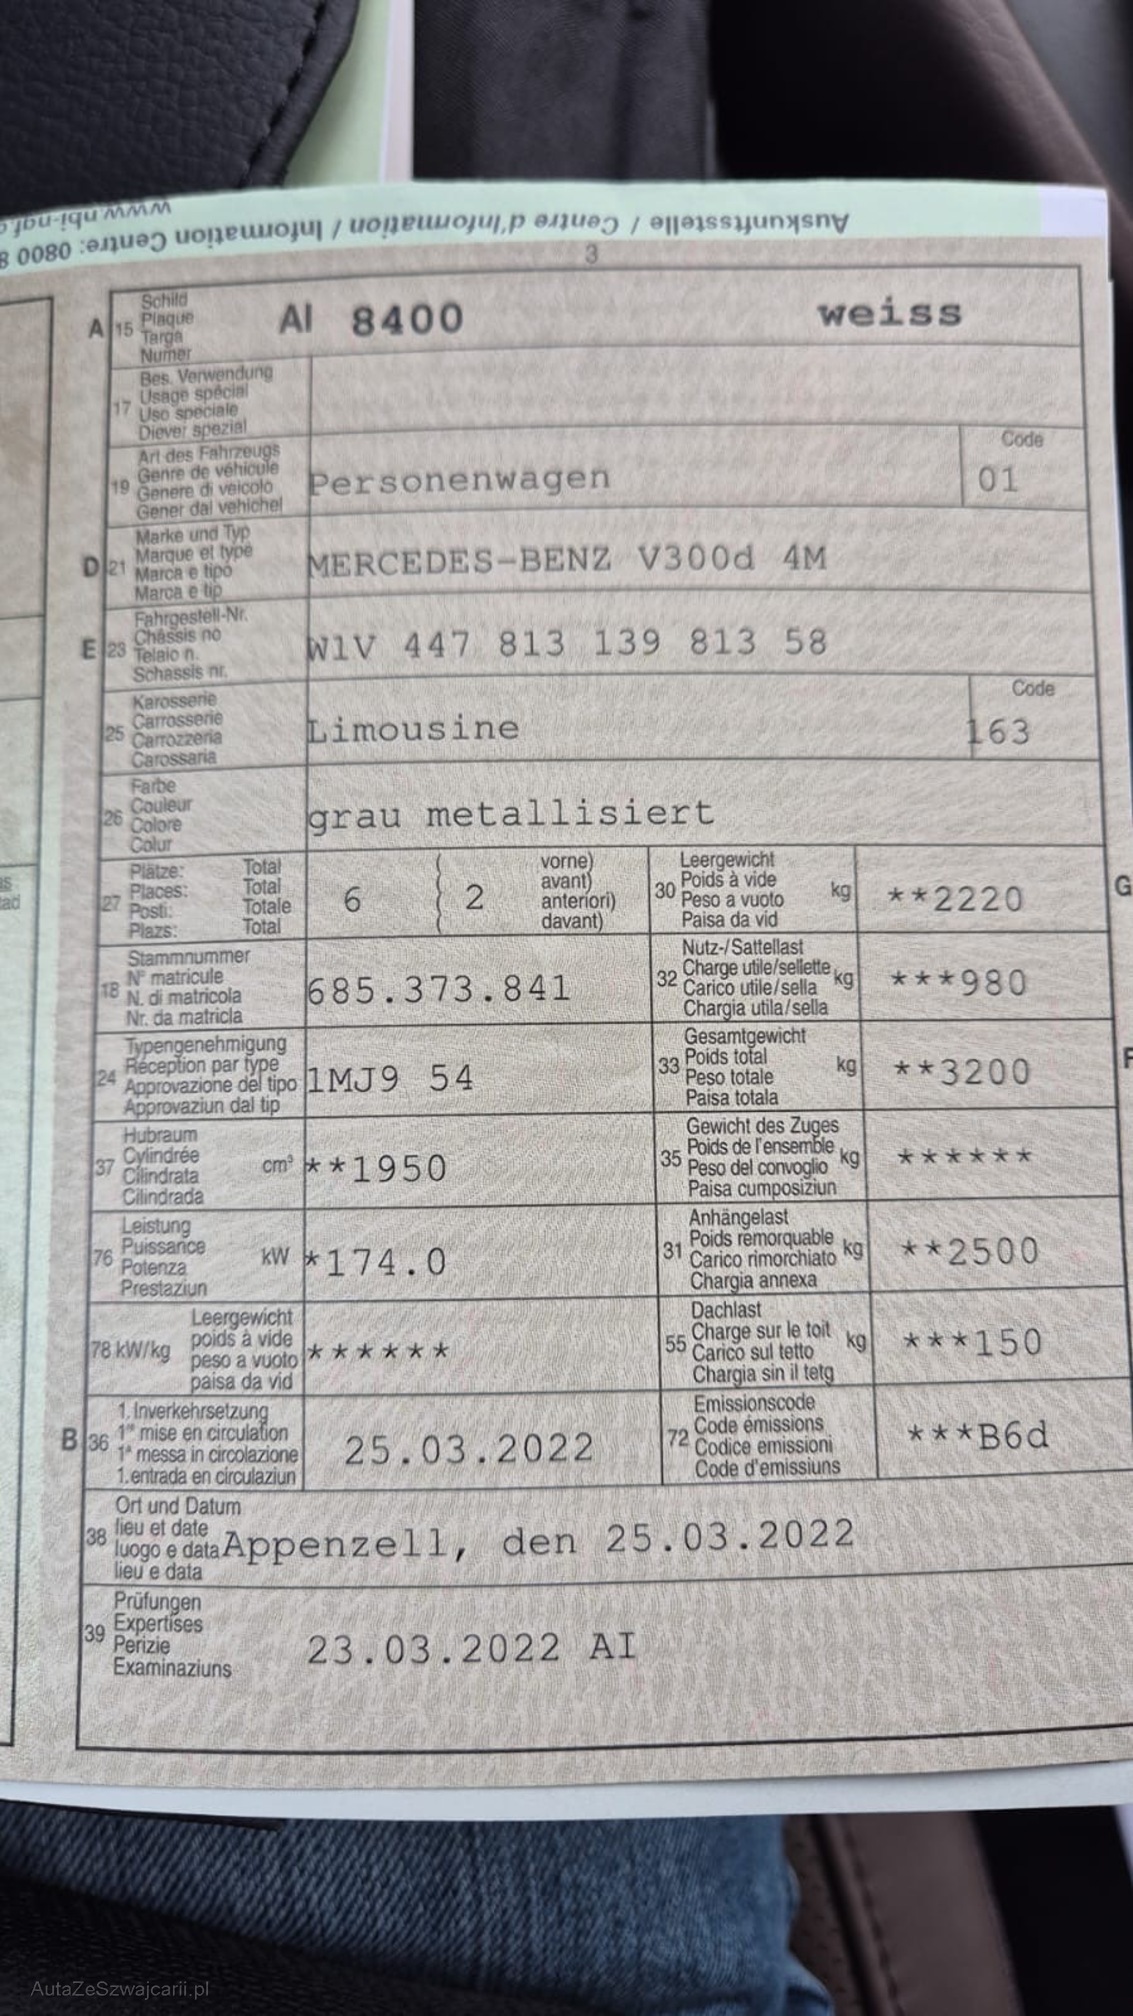 www.nbi-ngf.c
Auskunftsstelle / Centre d'Information / Information Centre: 0800 8
3
A 15 Schild
Plaque
Targa
Numer
AI 8400 weiss
17 Bes. Verwendung
Usage spécial
Uso speciale
Diever spezial
19 Art des Fahrzeugs
Genre de véhicule
Genere di veicolo
Gener dal vehichel
Personenwagen
Code
01
D 21 Marke und Typ
Marque et type
Marca e tipo
Marca e tip
MERCEDES-BENZ V300d 4M
E 23 Fahrgestell-Nr.
Châssis no
Telaio n.
Schassis nr.
W1V 447 813 139 813 58
25 Karosserie
Carrosserie
Carrozzeria
Carossaria
Limousine
Code
163
26 Farbe
Couleur
Colore
Colur
grau metallisiert
27 Plätze: Total
Places: Total
Posti: Totale
Plazs: Total
6 ( 2 vorne)
avant)
anteriori)
davant)
30 Leergewicht
Poids à vide
Peso a vuoto
Paisa da vid
kg **2220
G
18 Stammnummer
N° matricule
N. di matricola
Nr. da matricla
685.373.841
32 Nutz-/Sattellast
Charge utile/sellette
Carico utile/sella
Chargia utila/sella
kg ***980
24 Typengenehmigung
Réception par type
Approvazione del tipo
Approvaziun dal tip
1MJ9 54
33 Gesamtgewicht
Poids total
Peso totale
Paisa totala
kg **3200
F
37 Hubraum
Cylindrée
Cilindrata
Cilindrada
cm³ **1950
35 Gewicht des Zuges
Poids de l'ensemble
Peso del convoglio
Paisa cumposiziun
kg ******
76 Leistung
Puissance
Potenza
Prestaziun
kW *174.0
31 Anhängelast
Poids remorquable
Carico rimorchiato
Chargia annexa
kg **2500
78 kW/kg Leergewicht
poids à vide
peso a vuoto
paisa da vid
******
55 Dachlast
Charge sur le toit
Carico sul tetto
Chargia sin il tetg
kg ***150
B 36 1. Inverkehrsetzung
1re mise en circulation
1a messa in circolazione
1. entrada en circulaziun
25.03.2022
72 Emissionscode
Code émissions
Codice emissioni
Code d'emissiuns
***B6d
38 Ort und Datum
lieu et date
luogo e data
lieu e data
Appenzell, den 25.03.2022
39 Prüfungen
Expertises
Perizie
Examinaziuns
23.03.2022 AI
AutaZeSzwajcarii.pl